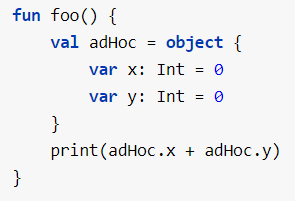 fun foo() {
    val adHoc = object {
        var x: Int = 0
        var y: Int = 0
    }
    print(adHoc.x + adHoc.y)
}